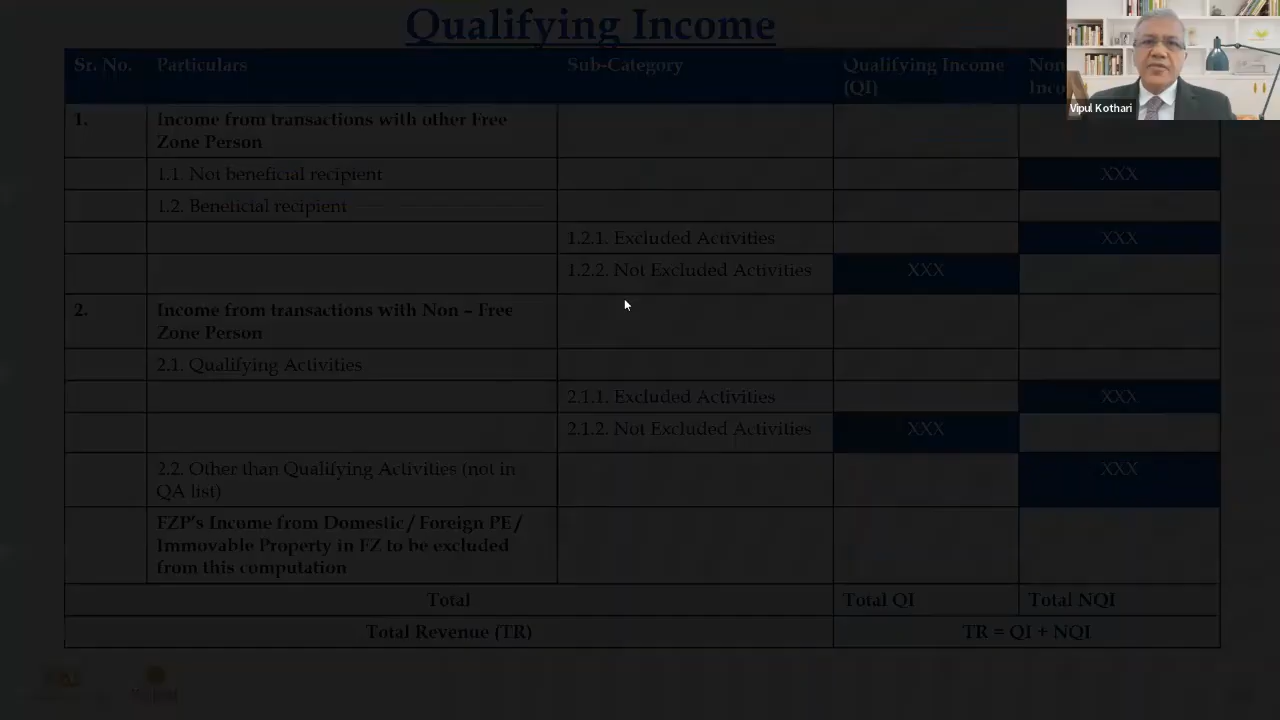 Qualifying Income
Sr. No. Particulars Sub-Category Qualifying Income Non
(QI) Inco
Vipul Kothari
1. Income from transactions with other Free
Zone Person
1.1. Not beneficial recipient XXX
1.2. Beneficial recipient
1.2.1. Excluded Activities XXX
1.2.2. Not Excluded Activities XXX
2. Income from transactions with Non – Free
Zone Person
2.1. Qualifying Activities
2.1.1. Excluded Activities XXX
2.1.2. Not Excluded Activities XXX
2.2. Other than Qualifying Activities (not in XXX
QA list)
FZP's Income from Domestic/ Foreign PE/
Immovable Property in FZ to be excluded
from this computation
Total Total QI Total NQI
Total Revenue (TR) TR = QI + NQI